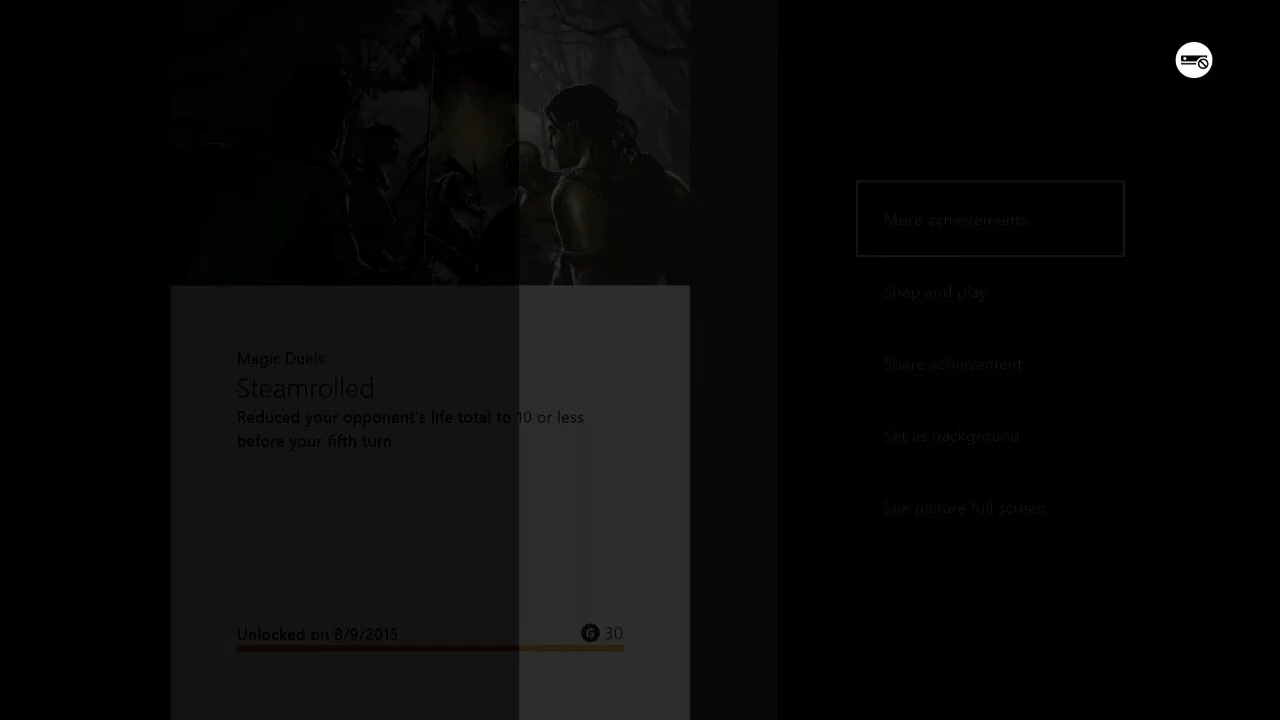 More achievements
Snap and play
Share achievement
Set as background
See picture full screen
Magic Duels
Steamrolled
Reduced your opponent's life total to 10 or less
before your fifth turn
Unlocked on 8/9/2015
G 30